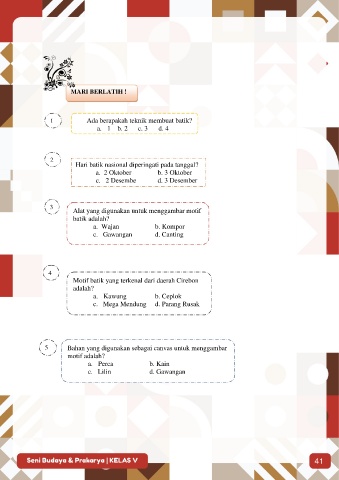 MARI BERLATIH !
1
Ada berapakah teknik membuat batik?
a. 1 b. 2 c. 3 d. 4
2
Hari batik nasional diperingati pada tanggal?
a. 2 Oktober b. 3 Oktober
c. 2 Desembe d. 3 Desember
3
Alat yang digunakan untuk menggambar motif
batik adalah?
a. Wajan b. Kompor
c. Gawangan d. Canting
4
Motif batik yang terkenal dari daerah Cirebon
adalah?
a. Kawung b. Ceplok
c. Mega Mendung d. Parang Rusak
5
Bahan yang digunakan sebagai canvas untuk menggambar
motif adalah?
a. Perca b. Kain
c. Lilin d. Gawangan
Seni Budaya & Prakarya | KELAS V
41